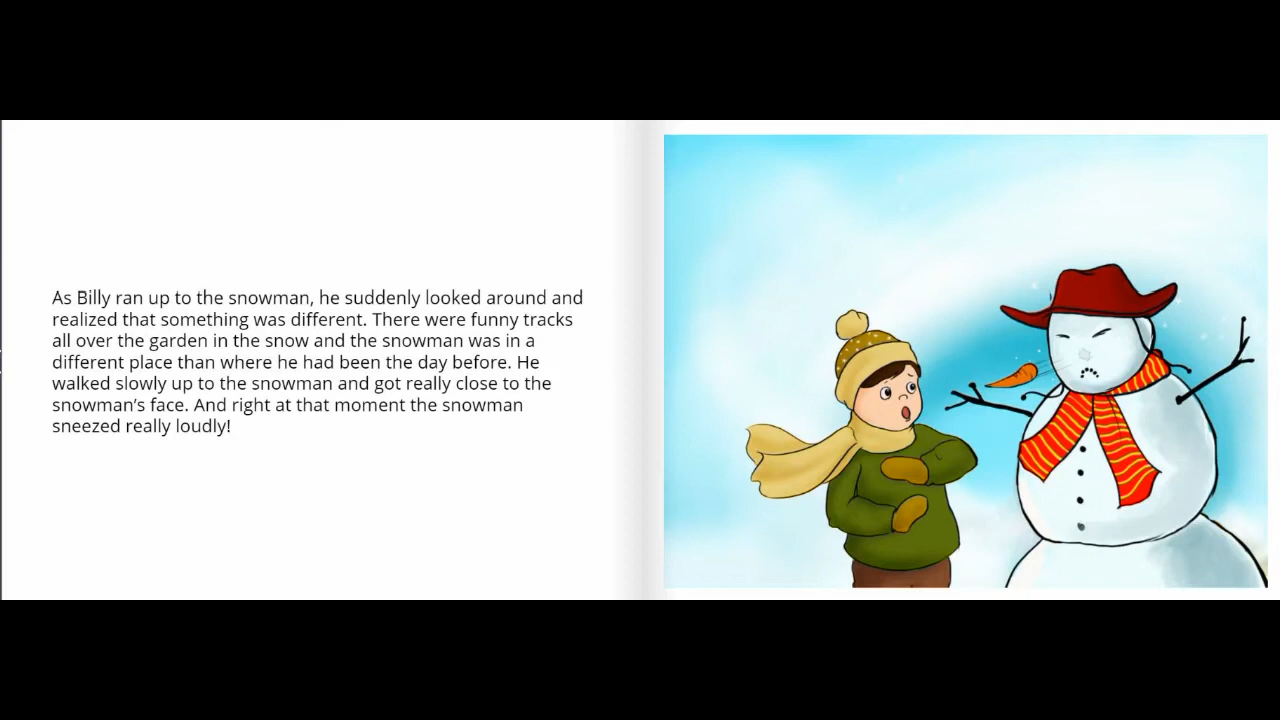 As Billy ran up to the snowman, he suddenly looked around and
realized that something was different. There were funny tracks
all over the garden in the snow and the snowman was in a
different place than where he had been the day before. He
walked slowly up to the snowman and got really close to the
snowman’s face. And right at that moment the snowman
sneezed really loudly!